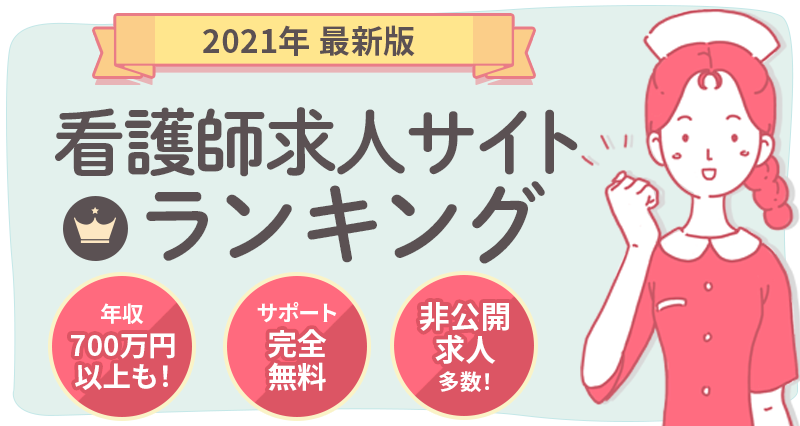 2021年 最新版
看護師求人サイト
ランキング
年収
700万円
以上も!
サポート
完全
無料
非公開
求人
多数!